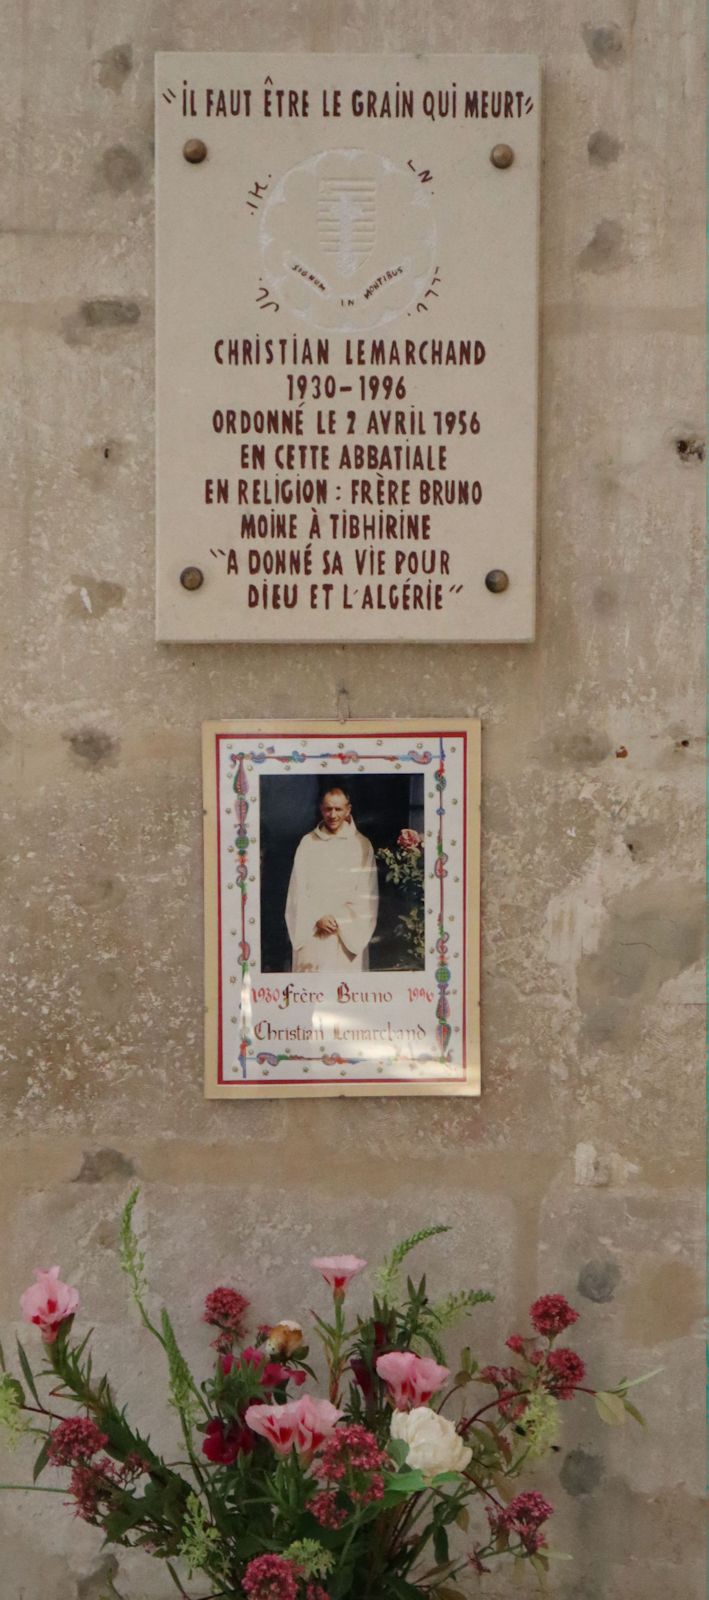 "IL FAUT ÊTRE LE GRAIN QUI MEURT"
SIGNUM IN MONTIBUS
CHRISTIAN LEMARCHAND
1930-1996
ORDONNÉ LE 2 AVRIL 1956
EN CETTE ABBATIALE
EN RELIGION : FRÈRE BRUNO
MOINE À TIBHIRINE
"A DONNÉ SA VIE POUR
DIEU ET L'ALGÉRIE"
1930 Frère Bruno 1996
Christian Lemarchand